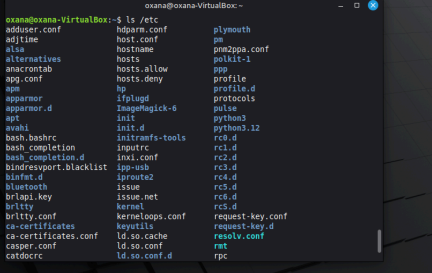 oxana@oxana-VirtualBox: ~
oxana@oxana-VirtualBox:~$ ls /etc
adduser.conf hdparm.conf plymouth
adjtime host.conf pm
alsa hostname pnm2ppa.conf
alternatives hosts polkit-1
anacrontab hosts.allow ppp
apg.conf hosts.deny profile
apm hp profile.d
apparmor ifplugd protocols
apparmor.d ImageMagick-6 pulse
apt init python3
avahi init.d python3.12
bash.bashrc initramfs-tools rc0.d
bash_completion inputrc rc1.d
bash_completion.d inxi.conf rc2.d
bindresvport.blacklist ipp-usb rc3.d
binfmt.d iproute2 rc4.d
bluetooth issue rc5.d
brlapi.key issue.net rc6.d
brltty kernel rcS.d
brltty.conf kerneloops.conf request-key.conf
ca-certificates keyutils request-key.d
ca-certificates.conf ld.so.cache resolv.conf
casper.conf ld.so.conf rmt
catdocrc ld.so.conf.d rpc